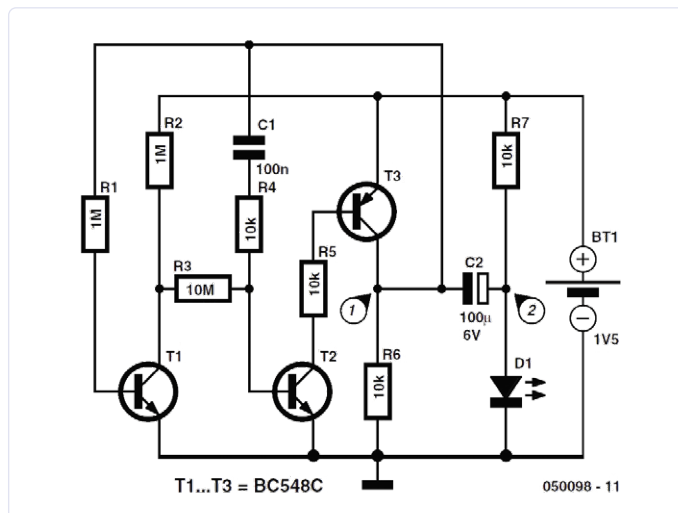 R2
1M
C1
100n
R7
10k
R1
1M
R4
10k
T3
R3
10M
R5
10k
BT1
+
C2
100µ
6V
1
2
−
1V5
T1
T2
R6
10k
D1
T1...T3 = BC548C
050098 - 11